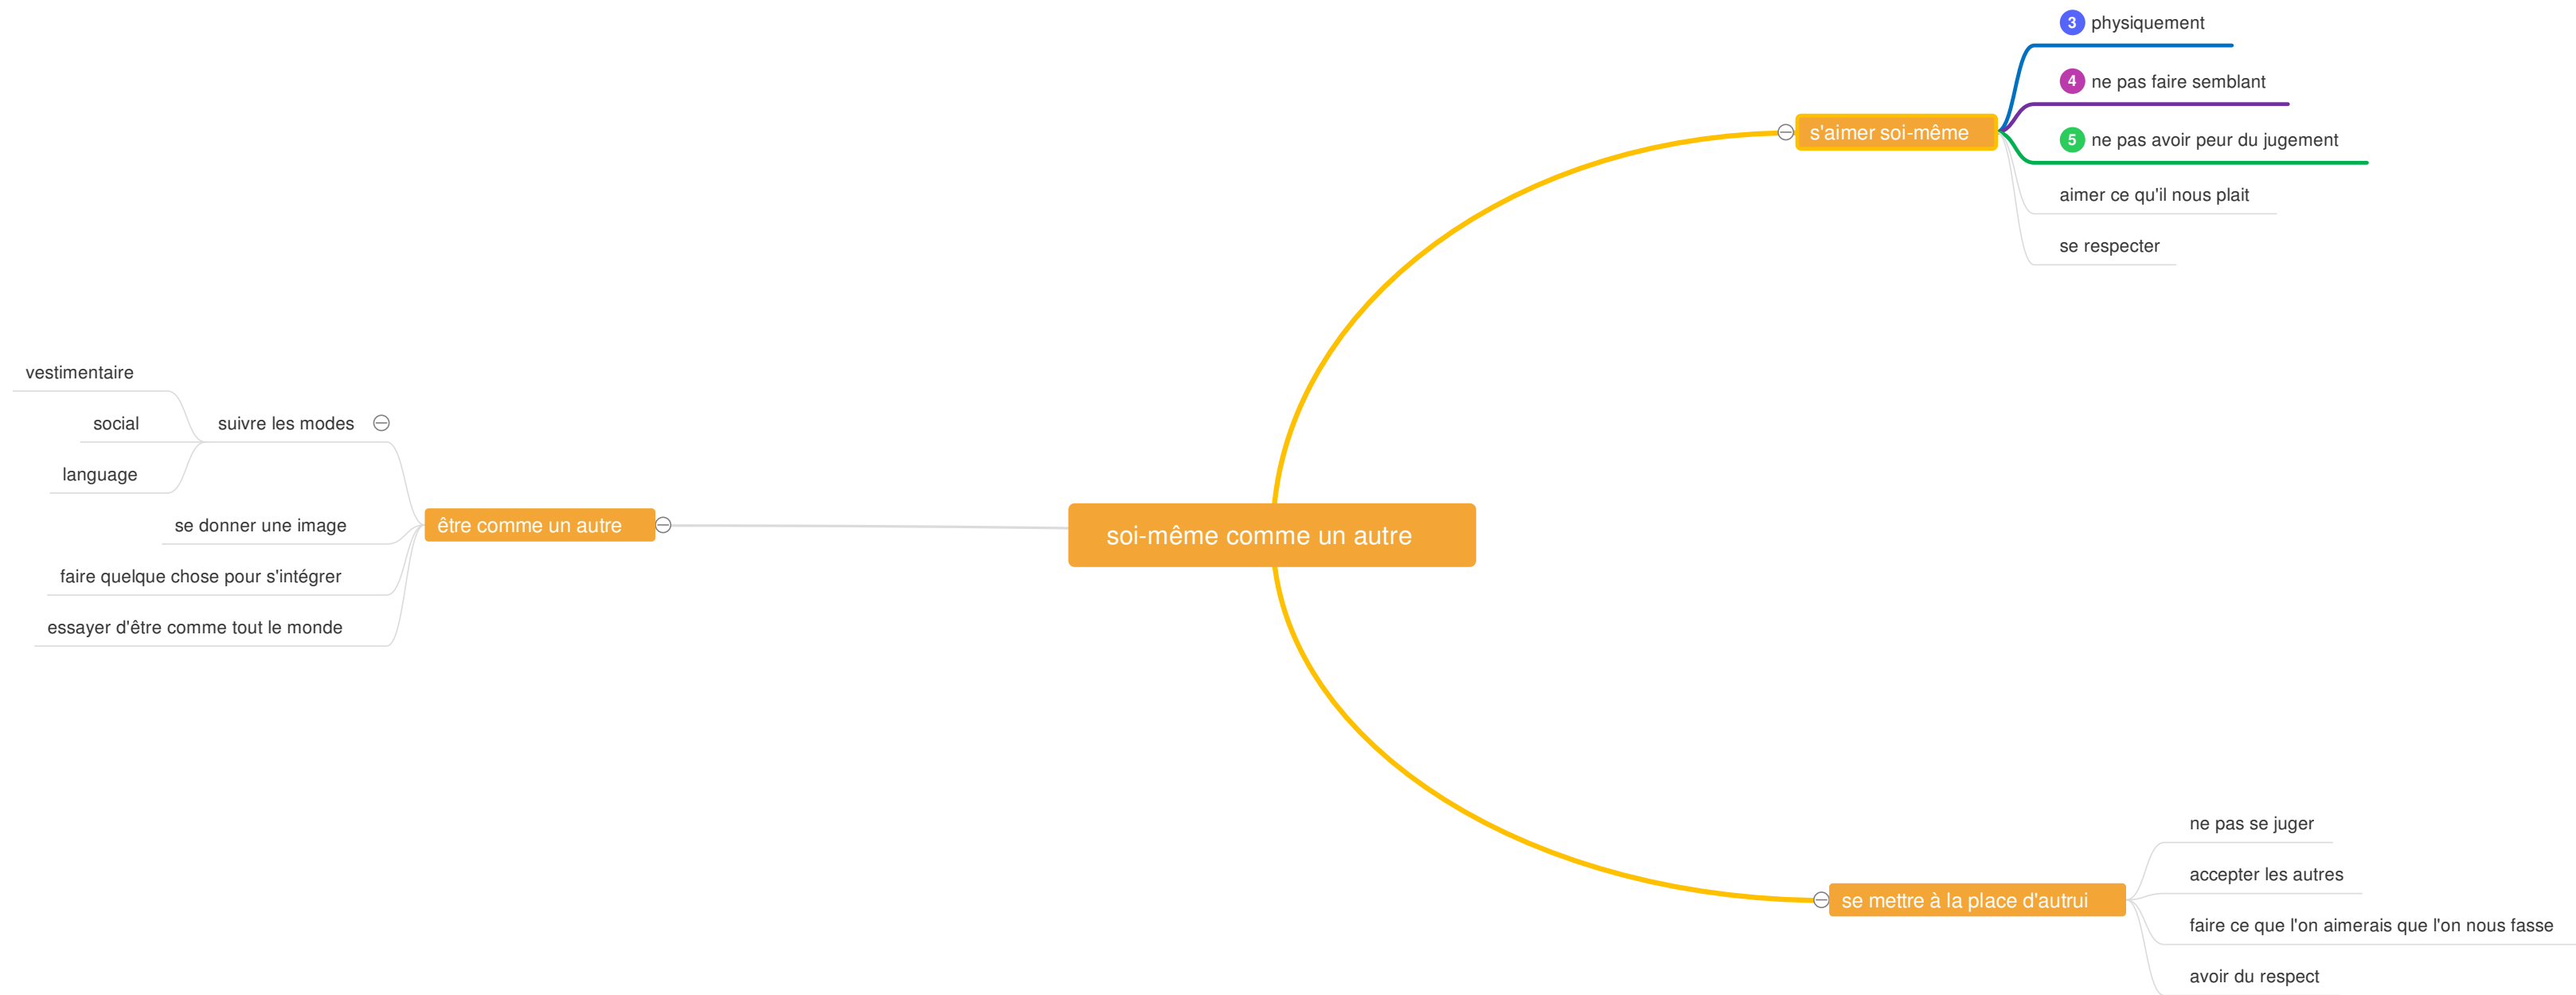 soi-même comme un autre
s'aimer soi-même
3 physiquement
4 ne pas faire semblant
5 ne pas avoir peur du jugement
aimer ce qu'il nous plait
se respecter
se mettre à la place d'autrui
ne pas se juger
accepter les autres
faire ce que l'on aimerais que l'on nous fasse
avoir du respect
être comme un autre
suivre les modes
vestimentaire
social
language
se donner une image
faire quelque chose pour s'intégrer
essayer d'être comme tout le monde